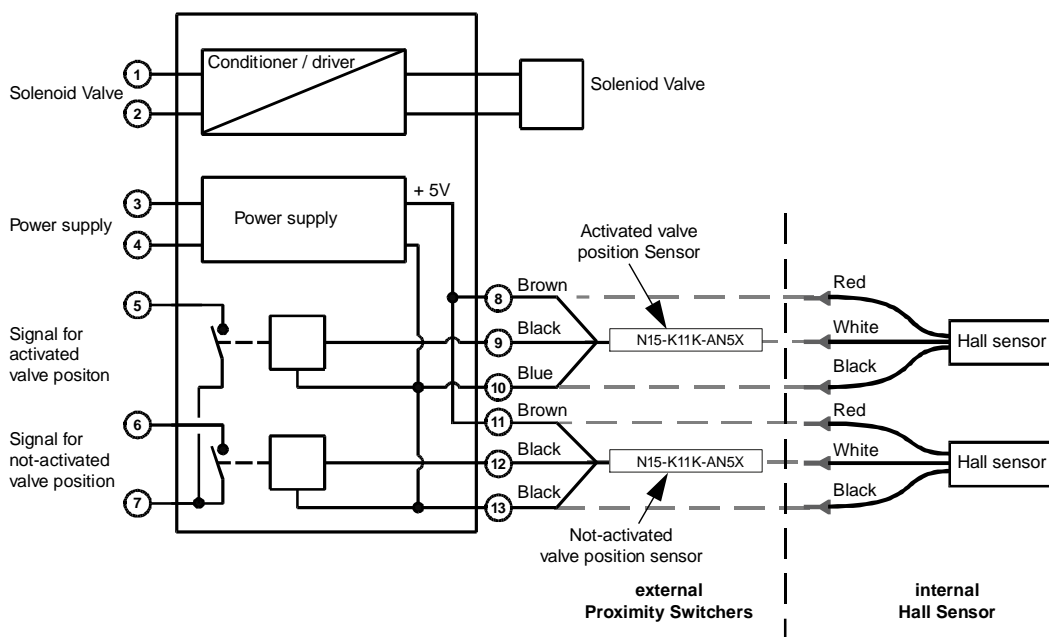 Conditioner / driver
1
Solenoid Valve
2
Soleniod Valve
3
Power supply
4
Power supply
+ 5V
Activated valve
position Sensor
5
Signal for
activated
valve positon
8
Brown
9
Black
10
Blue
N15-K11K-AN5X
Red
White
Black
Hall sensor
6
Signal for
not-activated
valve position
7
11
Brown
12
Black
13
Black
N15-K11K-AN5X
Red
White
Black
Hall sensor
Not-activated
valve position sensor
external
Proximity Switchers
internal
Hall Sensor